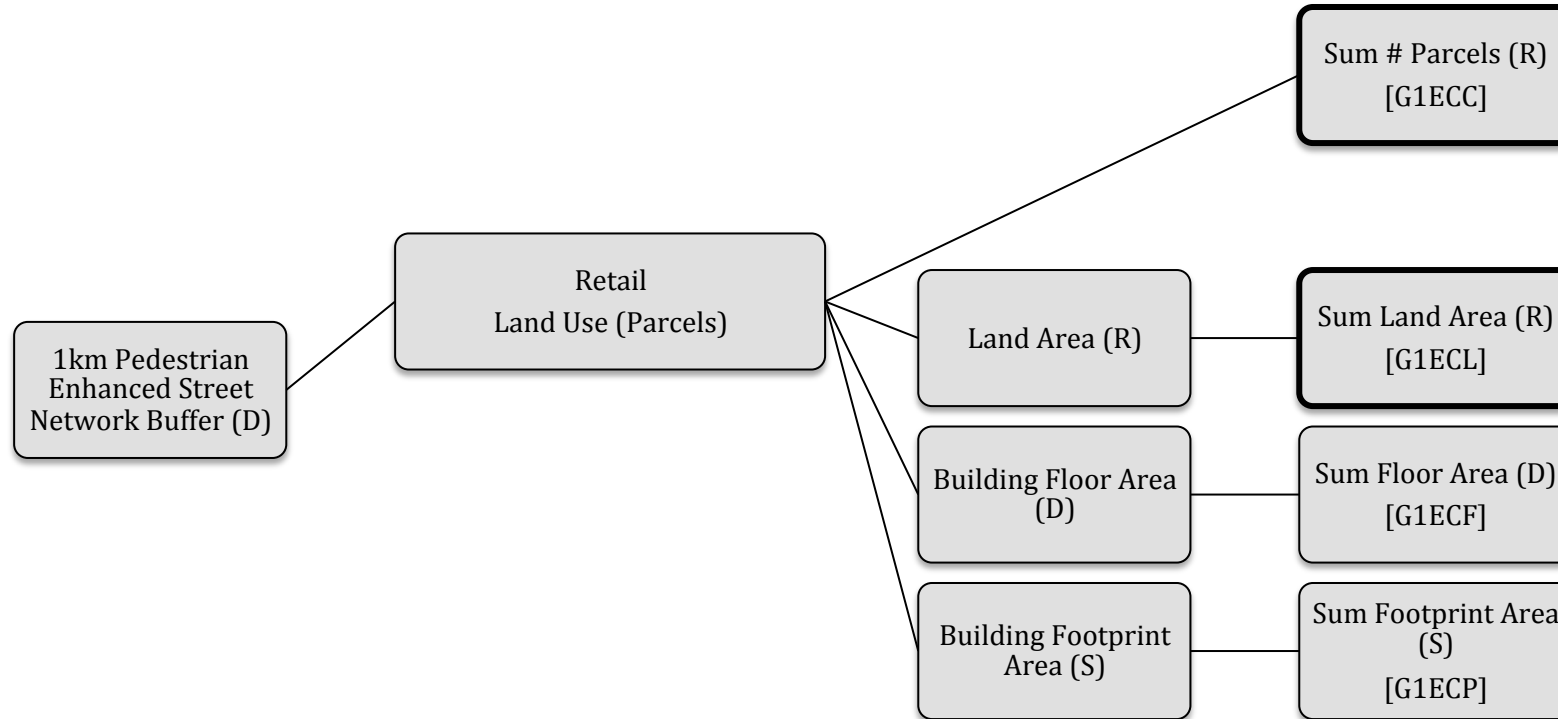 Sum # Parcels (R)
[G1ECC]
Retail
Land Use (Parcels)
1km Pedestrian
Enhanced Street
Network Buffer (D)
Land Area (R)
Sum Land Area (R)
[G1ECL]
Building Floor Area
(D)
Sum Floor Area (D)
[G1ECF]
Building Footprint
Area (S)
Sum Footprint Area
(S)
[G1ECP]